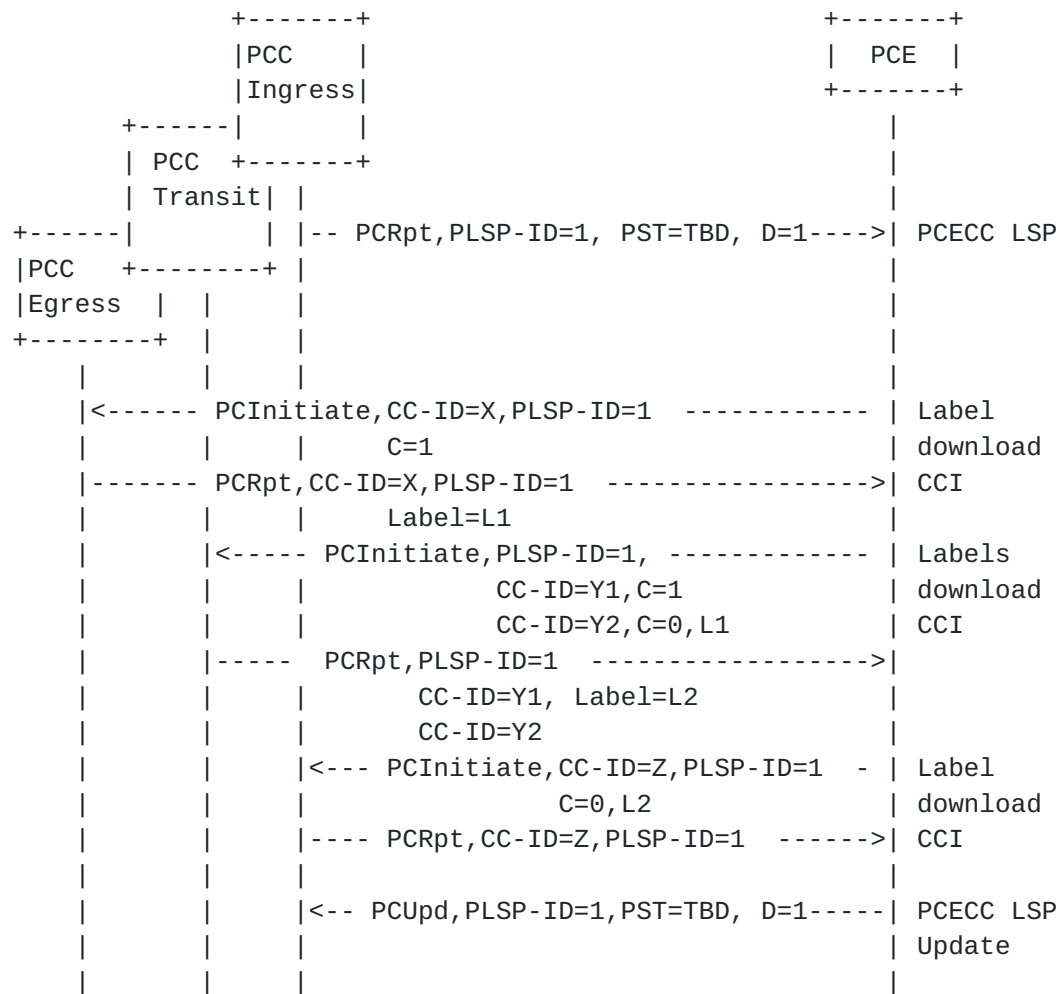 +-------+                             +-------+
                |PCC    |                             |  PCE  |
                |Ingress|                             +-------+
         +------|       |                                 |
         | PCC  +-------+                                 |
         | Transit| |                                     |
  +------|        | |-- PCRpt,PLSP-ID=1, PST=TBD, D=1---->| PCECC LSP
  |PCC   +--------+ |                                     |
  |Egress  |  |     |                                     |
  +--------+  |     |                                     |
      |       |     |                                     |
      |<------ PCInitiate,CC-ID=X,PLSP-ID=1  ------------ | Label
      |       |     |     C=1                             | download
      |------- PCRpt,CC-ID=X,PLSP-ID=1  ----------------->| CCI
      |       |     |     Label=L1                        |
      |       |<----- PCInitiate,PLSP-ID=1, ------------- | Labels
      |       |     |            CC-ID=Y1,C=1             | download
      |       |     |            CC-ID=Y2,C=0,L1          | CCI
      |       |-----  PCRpt,PLSP-ID=1  ------------------>|
      |       |     |       CC-ID=Y1, Label=L2            |
      |       |     |       CC-ID=Y2                      |
      |       |     |<--- PCInitiate,CC-ID=Z,PLSP-ID=1  - | Label
      |       |     |                C=0,L2               | download
      |       |     |---- PCRpt,CC-ID=Z,PLSP-ID=1  ------>| CCI
      |       |     |                                     |
      |       |     |<-- PCUpd,PLSP-ID=1,PST=TBD, D=1-----| PCECC LSP
      |       |     |                                     | Update
      |       |     |                                     |